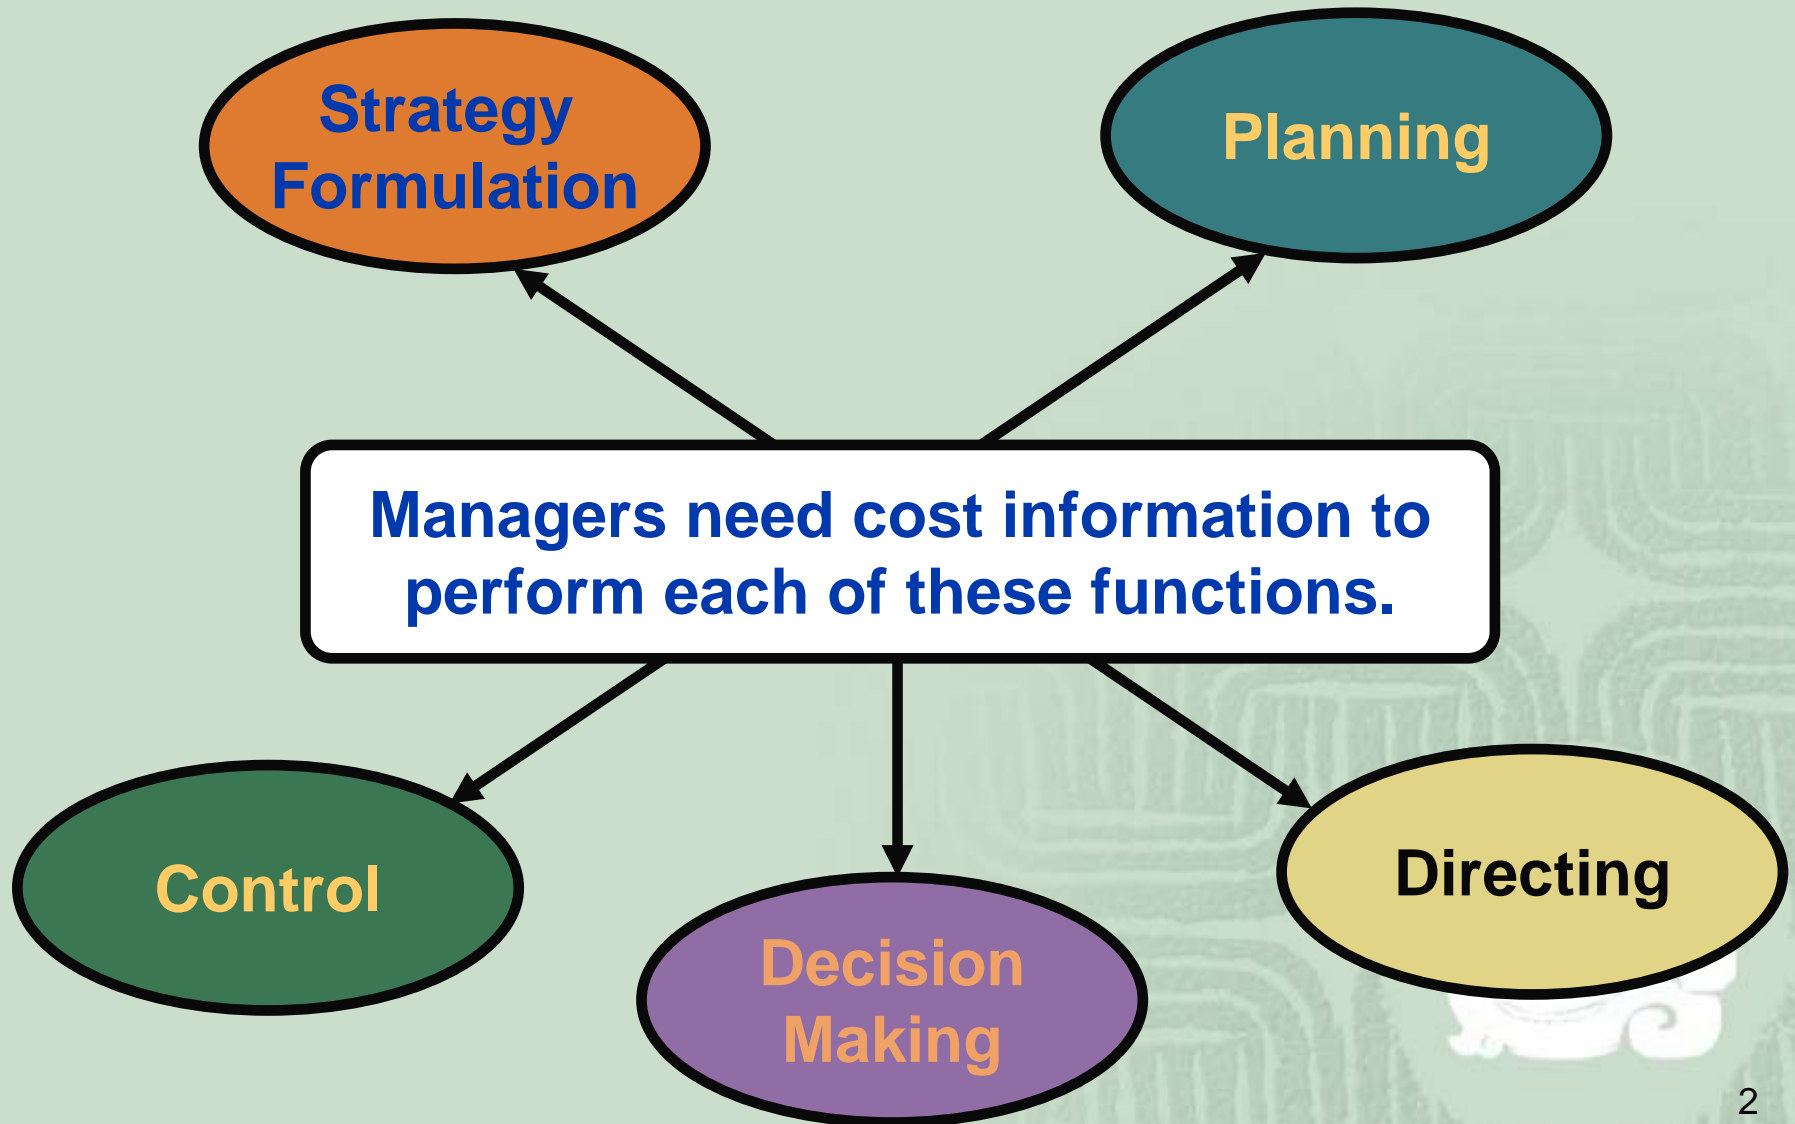 Strategy
Formulation
Planning
Managers need cost information to
perform each of these functions.
Control
Decision
Making
Directing
2